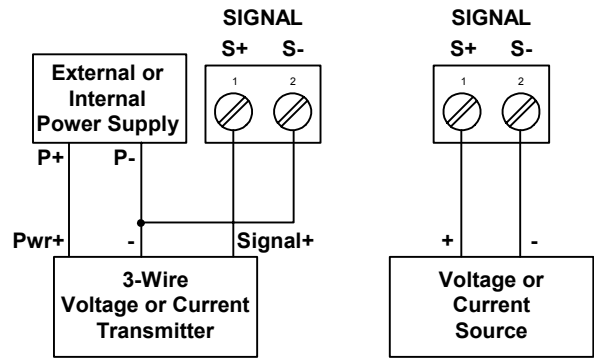 SIGNAL
S+ S-
1 2
External or
Internal
Power Supply
P+ P-
Pwr+ - Signal+
3-Wire
Voltage or Current
Transmitter
SIGNAL
S+ S-
1 2
+ -
Voltage or
Current
Source